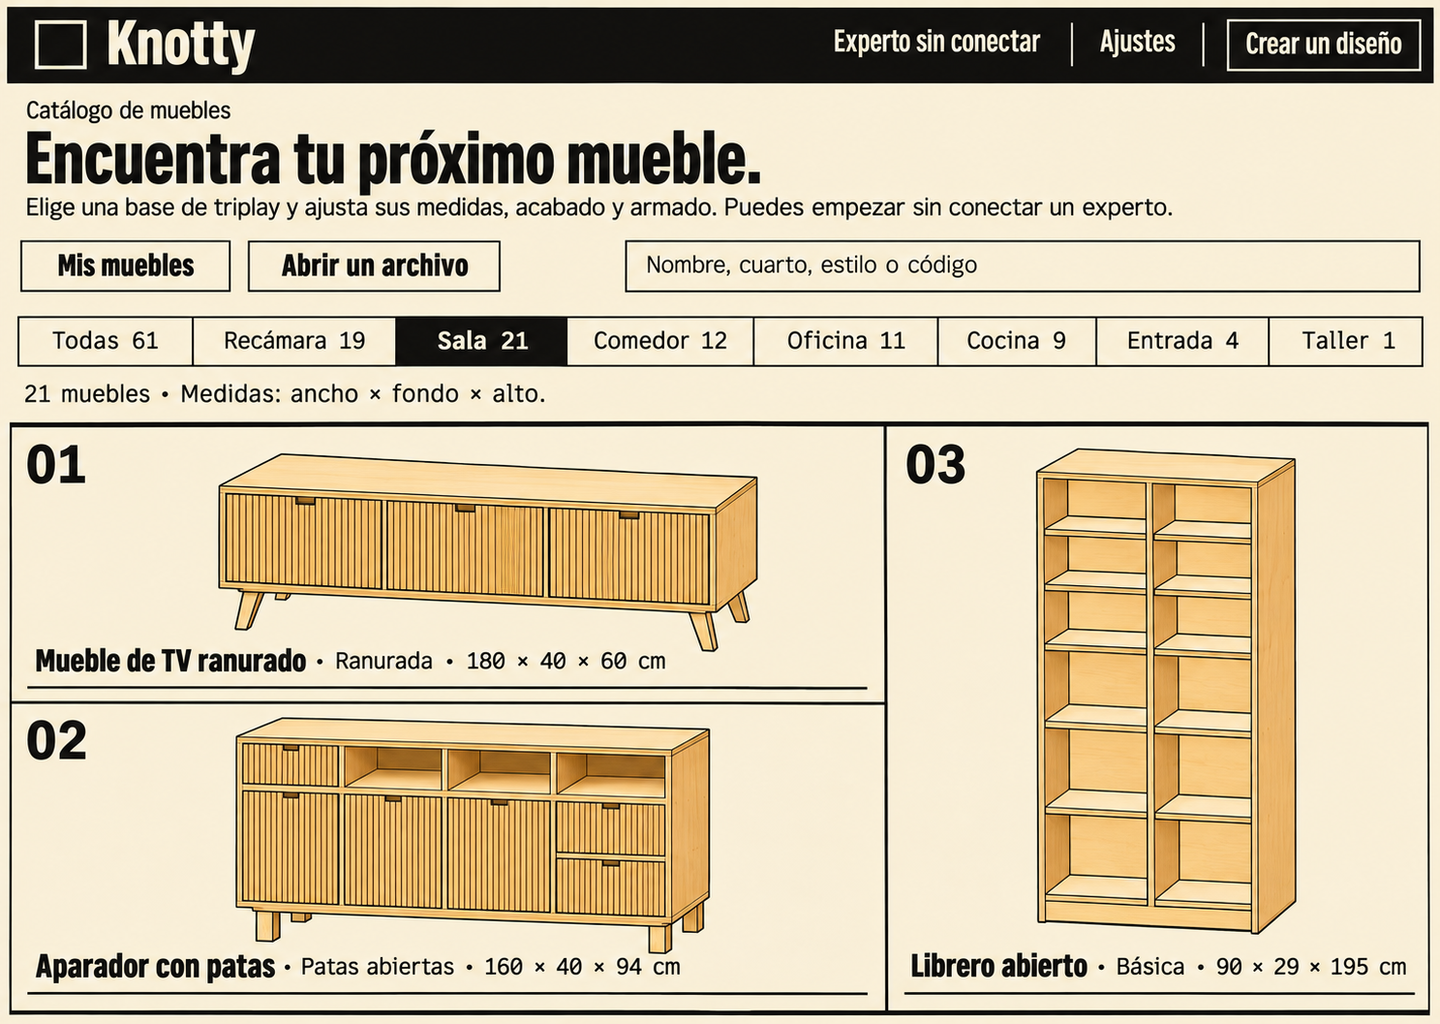 Knotty
Experto sin conectar
Ajustes
Crear un diseño
Catálogo de muebles
Encuentra tu próximo mueble.
Elige una base de triplay y ajusta sus medidas, acabado y armado. Puedes empezar sin conectar un experto.
Mis muebles
Abrir un archivo
Nombre, cuarto, estilo o código
Todas 61
Recámara 19
Sala 21
Comedor 12
Oficina 11
Cocina 9
Entrada 4
Taller 1
21 muebles • Medidas: ancho × fondo × alto.
01
Mueble de TV ranurado • Ranurada • 180 × 40 × 60 cm
02
Aparador con patas • Patas abiertas • 160 × 40 × 94 cm
03
Librero abierto • Básica • 90 × 29 × 195 cm